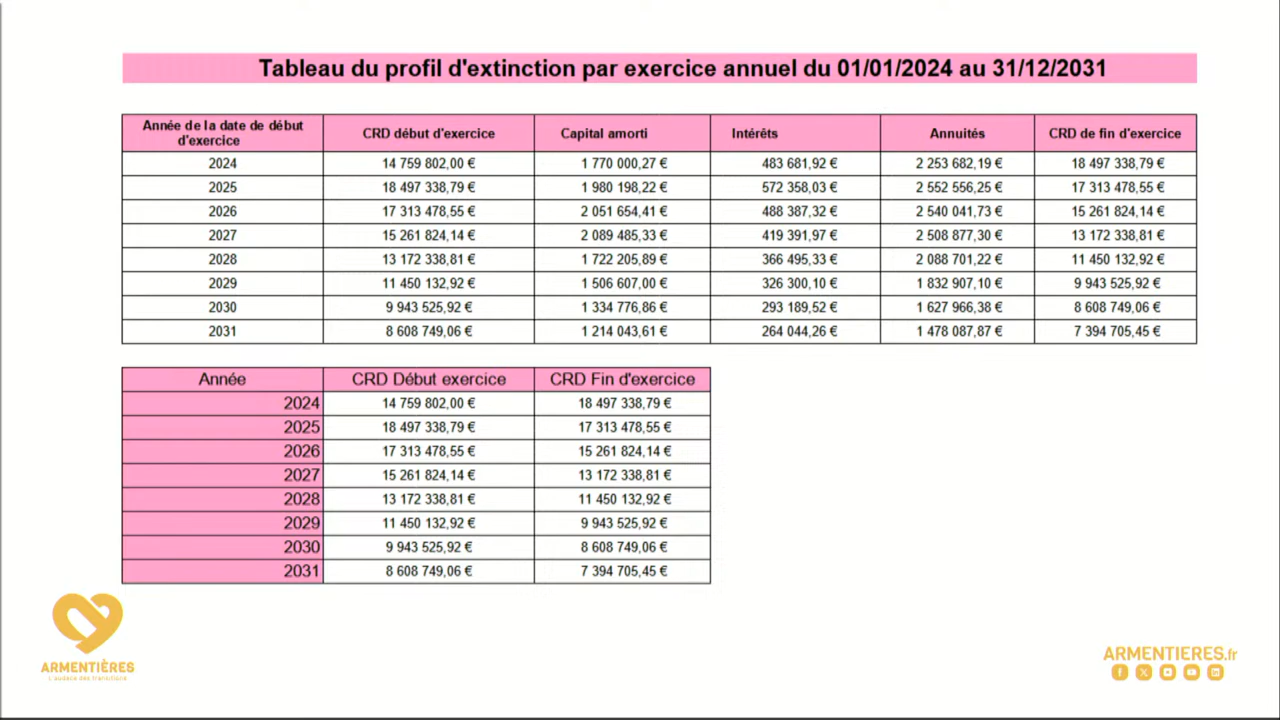 Tableau du profil d'extinction par exercice annuel du 01/01/2024 au 31/12/2031
Année de la date de début d'exercice CRD début d'exercice Capital amorti Intérêts Annuités CRD de fin d'exercice
2024 14 759 802,00 € 1 770 000,27 € 483 681,92 € 2 253 682,19 € 18 497 338,79 €
2025 18 497 338,79 € 1 980 198,22 € 572 358,03 € 2 552 556,25 € 17 313 478,55 €
2026 17 313 478,55 € 2 051 654,41 € 488 387,32 € 2 540 041,73 € 15 261 824,14 €
2027 15 261 824,14 € 2 089 485,33 € 419 391,97 € 2 508 877,30 € 13 172 338,81 €
2028 13 172 338,81 € 1 722 205,89 € 366 495,33 € 2 088 701,22 € 11 450 132,92 €
2029 11 450 132,92 € 1 506 607,00 € 326 300,10 € 1 832 907,10 € 9 943 525,92 €
2030 9 943 525,92 € 1 334 776,86 € 293 189,52 € 1 627 966,38 € 8 608 749,06 €
2031 8 608 749,06 € 1 214 043,61 € 264 044,26 € 1 478 087,87 € 7 394 705,45 €
Année CRD Début exercice CRD Fin d'exercice
2024 14 759 802,00 € 18 497 338,79 €
2025 18 497 338,79 € 17 313 478,55 €
2026 17 313 478,55 € 15 261 824,14 €
2027 15 261 824,14 € 13 172 338,81 €
2028 13 172 338,81 € 11 450 132,92 €
2029 11 450 132,92 € 9 943 525,92 €
2030 9 943 525,92 € 8 608 749,06 €
2031 8 608 749,06 € 7 394 705,45 €
ARMENTIÈRES
L'audace des transitions
ARMENTIERES.fr